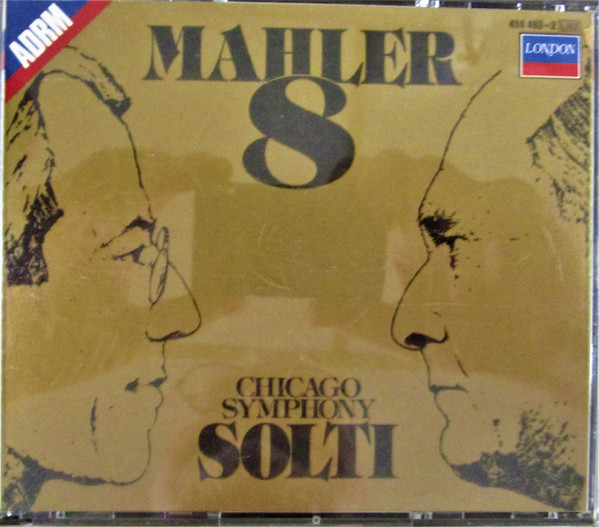 ADRM
MAHLER
8
LONDON
CHICAGO
SYMPHONY
SOLTI